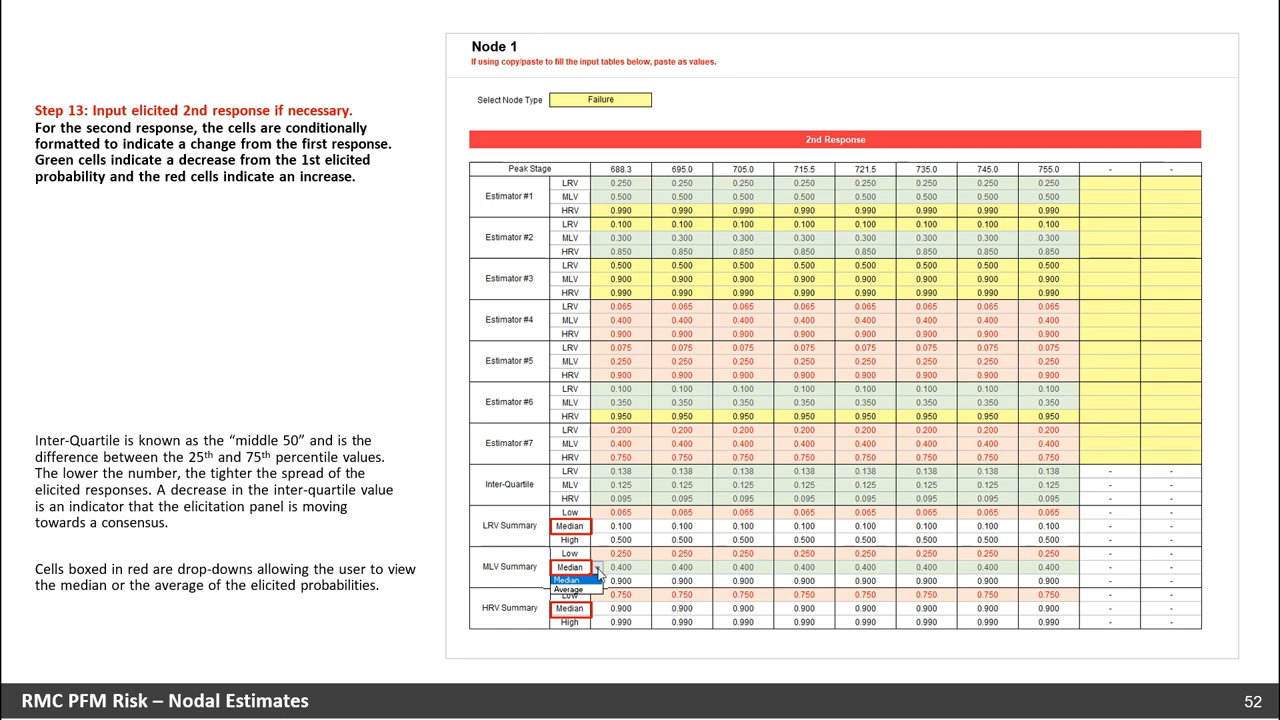 Step 13: Input elicited 2nd response if necessary.
For the second response, the cells are conditionally
formatted to indicate a change from the first response.
Green cells indicate a decrease from the 1st elicited
probability and the red cells indicate an increase.
Inter-Quartile is known as the “middle 50” and is the
difference between the 25th and 75th percentile values.
The lower the number, the tighter the spread of the
elicited responses. A decrease in the inter-quartile value
is an indicator that the elicitation panel is moving
towards a consensus.
Cells boxed in red are drop-downs allowing the user to view
the median or the average of the elicited probabilities.
Node 1
If using copy/paste to fill the input tables below, paste as values.
Select Node Type Failure
2nd Response
Peak Stage 688.3 695.0 705.0 715.5 721.5 735.0 745.0 755.0 - -
LRV 0.250 0.250 0.250 0.250 0.250 0.250 0.250 0.250
Estimator #1 MLV 0.500 0.500 0.500 0.500 0.500 0.500 0.500 0.500
HRV 0.990 0.990 0.990 0.990 0.990 0.990 0.990 0.990
LRV 0.100 0.100 0.100 0.100 0.100 0.100 0.100 0.100
Estimator #2 MLV 0.300 0.300 0.300 0.300 0.300 0.300 0.300 0.300
HRV 0.850 0.850 0.850 0.850 0.850 0.850 0.850 0.850
LRV 0.500 0.500 0.500 0.500 0.500 0.500 0.500 0.500
Estimator #3 MLV 0.900 0.900 0.900 0.900 0.900 0.900 0.900 0.900
HRV 0.990 0.990 0.990 0.990 0.990 0.990 0.990 0.990
LRV 0.065 0.065 0.065 0.065 0.065 0.065 0.065 0.065
Estimator #4 MLV 0.400 0.400 0.400 0.400 0.400 0.400 0.400 0.400
HRV 0.900 0.900 0.900 0.900 0.900 0.900 0.900 0.900
LRV 0.075 0.075 0.075 0.075 0.075 0.075 0.075 0.075
Estimator #5 MLV 0.250 0.250 0.250 0.250 0.250 0.250 0.250 0.250
HRV 0.900 0.900 0.900 0.900 0.900 0.900 0.900 0.900
LRV 0.100 0.100 0.100 0.100 0.100 0.100 0.100 0.100
Estimator #6 MLV 0.350 0.350 0.350 0.350 0.350 0.350 0.350 0.350
HRV 0.950 0.950 0.950 0.950 0.950 0.950 0.950 0.950
LRV 0.200 0.200 0.200 0.200 0.200 0.200 0.200 0.200
Estimator #7 MLV 0.400 0.400 0.400 0.400 0.400 0.400 0.400 0.400
HRV 0.750 0.750 0.750 0.750 0.750 0.750 0.750 0.750
LRV 0.138 0.138 0.138 0.138 0.138 0.138 0.138 0.138 - -
Inter-Quartile MLV 0.125 0.125 0.125 0.125 0.125 0.125 0.125 0.125 - -
HRV 0.095 0.095 0.095 0.095 0.095 0.095 0.095 0.095 - -
Low 0.065 0.065 0.065 0.065 0.065 0.065 0.065 0.065 - -
LRV Summary Median 0.100 0.100 0.100 0.100 0.100 0.100 0.100 0.100 - -
High 0.500 0.500 0.500 0.500 0.500 0.500 0.500 0.500 - -
Low 0.250 0.250 0.250 0.250 0.250 0.250 0.250 0.250 - -
MLV Summary Median 0.400 0.400 0.400 0.400 0.400 0.400 0.400 0.400 - -
Median 0.900 0.900 0.900 0.900 0.900 0.900 0.900 0.900 - -
Average
Low 0.750 0.750 0.750 0.750 0.750 0.750 0.750 0.750 - -
HRV Summary Median 0.900 0.900 0.900 0.900 0.900 0.900 0.900 0.900 - -
High 0.990 0.990 0.990 0.990 0.990 0.990 0.990 0.990 - -
RMC PFM Risk – Nodal Estimates
52